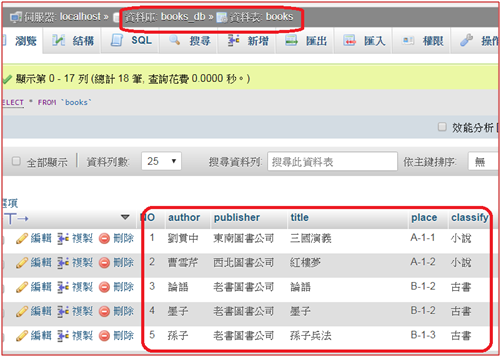 伺服器: localhost » 資料庫: books_db » 資料表: books
瀏覽 結構 SQL 搜尋 新增 匯出 匯入 權限 操作
顯示第 0 - 17 列 (總計 18 筆, 查詢花費 0.0000 秒。)
SELECT * FROM `books`
效能分析
全部顯示 資料列數: 25 搜尋資料列: 搜尋此資料表 依主鍵排序: 無
選項
NO author publisher title place classify
編輯 複製 刪除 1 劉貫中 東南圖書公司 三國演義 A-1-1 小說
編輯 複製 刪除 2 曹雪芹 西北圖書公司 紅樓夢 A-1-2 小說
編輯 複製 刪除 3 論語 老書圖書公司 論語 B-1-2 古書
編輯 複製 刪除 4 墨子 老書圖書公司 墨子 B-1-2 古書
編輯 複製 刪除 5 孫子 老書圖書公司 孫子兵法 B-1-3 古書